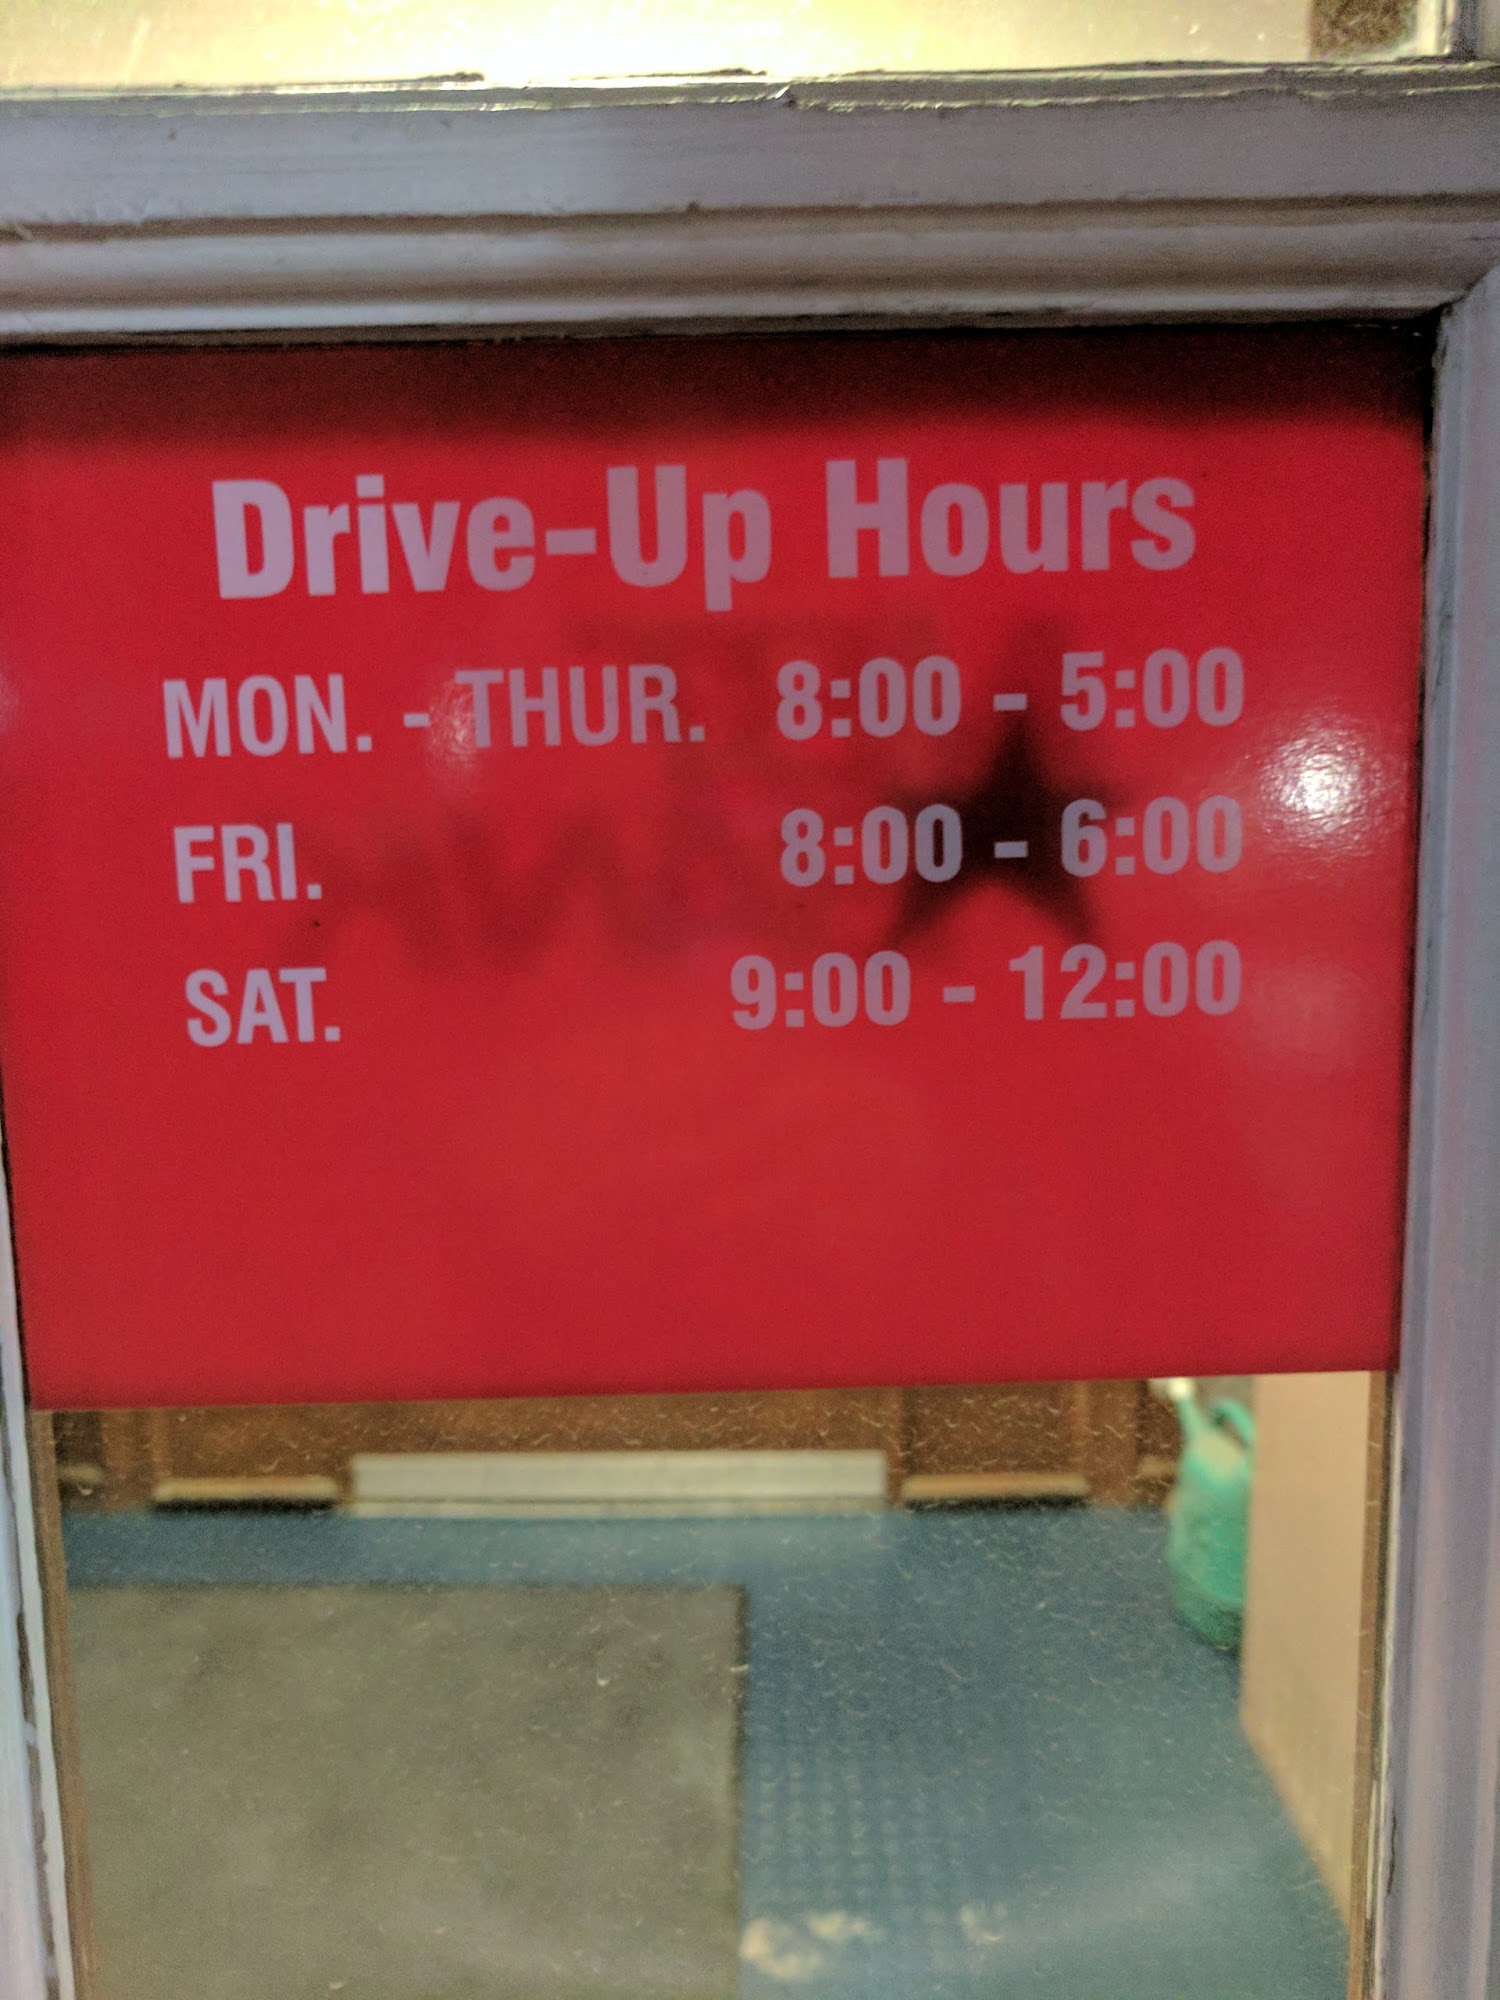 Drive-Up Hours
MON. - THUR. 8:00 - 5:00
FRI. 8:00 - 6:00
SAT. 9:00 - 12:00